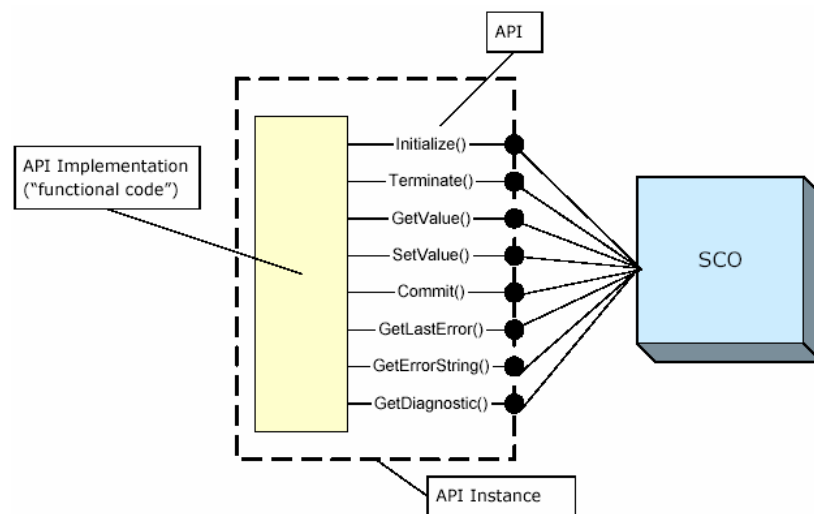 API
Initialize()
API Implementation
("functional code")
Terminate()
GetValue()
SetValue()
SCO
Commit()
GetLastError()
GetErrorString()
GetDiagnostic()
API Instance